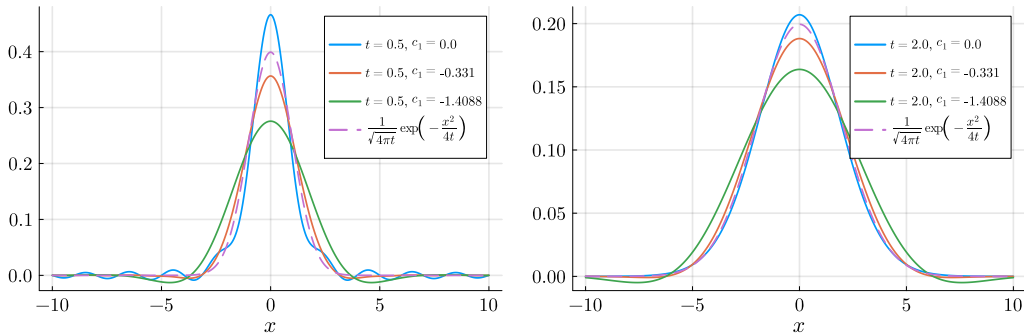 0.4
0.3
0.2
0.1
0.0
−10
−5
0
5
10
x
t = 0.5, c₁ = 0.0
t = 0.5, c₁ = -0.331
t = 0.5, c₁ = -1.4088
1/√4πt exp(−x²/4t)
0.20
0.15
0.10
0.05
0.00
−10
−5
0
5
10
x
t = 2.0, c₁ = 0.0
t = 2.0, c₁ = -0.331
t = 2.0, c₁ = -1.4088
1/√4πt exp(−x²/4t)